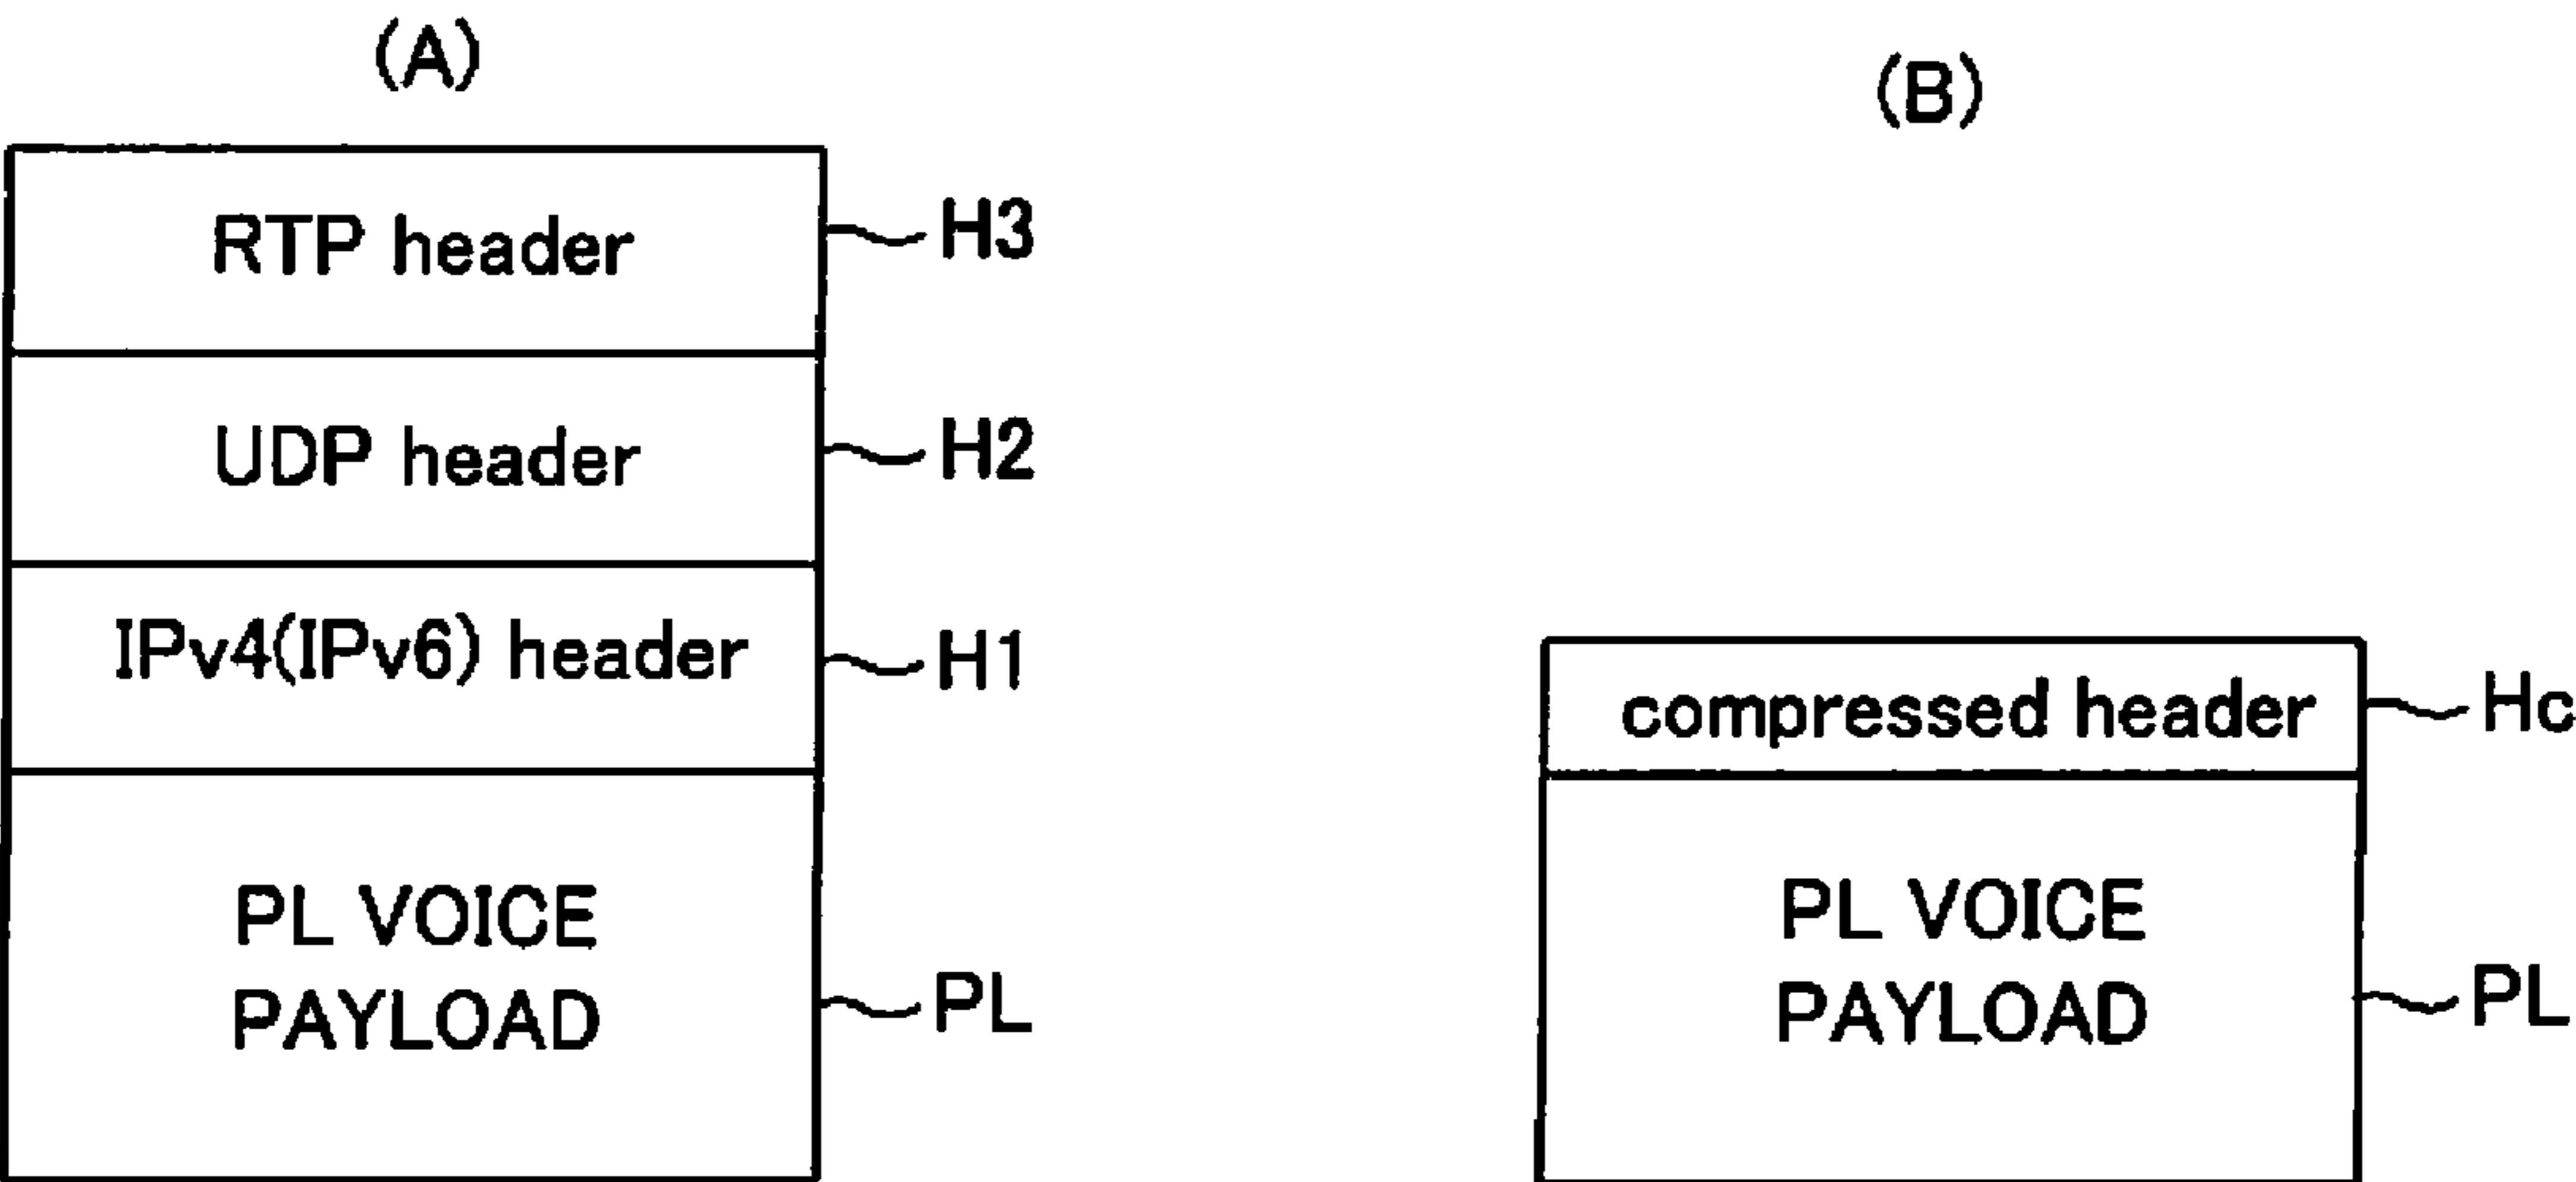 (A)
RTP header
H3
UDP header
H2
IPv4(IPv6) header
H1
PL VOICE
PAYLOAD
PL
(B)
compressed header
Hc
PL VOICE
PAYLOAD
PL